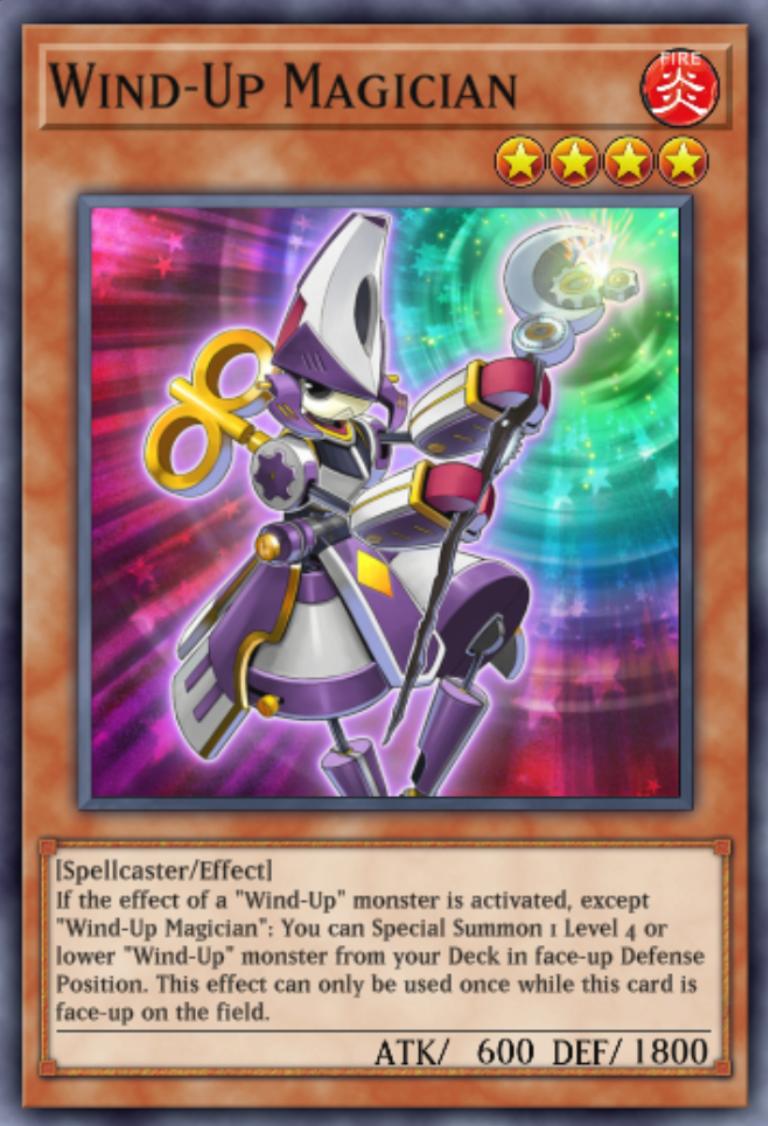 Wind-Up Magician
FIRE
炎
[Spellcaster/Effect]
If the effect of a "Wind-Up" monster is activated, except
"Wind-Up Magician": You can Special Summon 1 Level 4 or
lower "Wind-Up" monster from your Deck in face-up Defense
Position. This effect can only be used once while this card is
face-up on the field.
ATK/ 600 DEF/ 1800